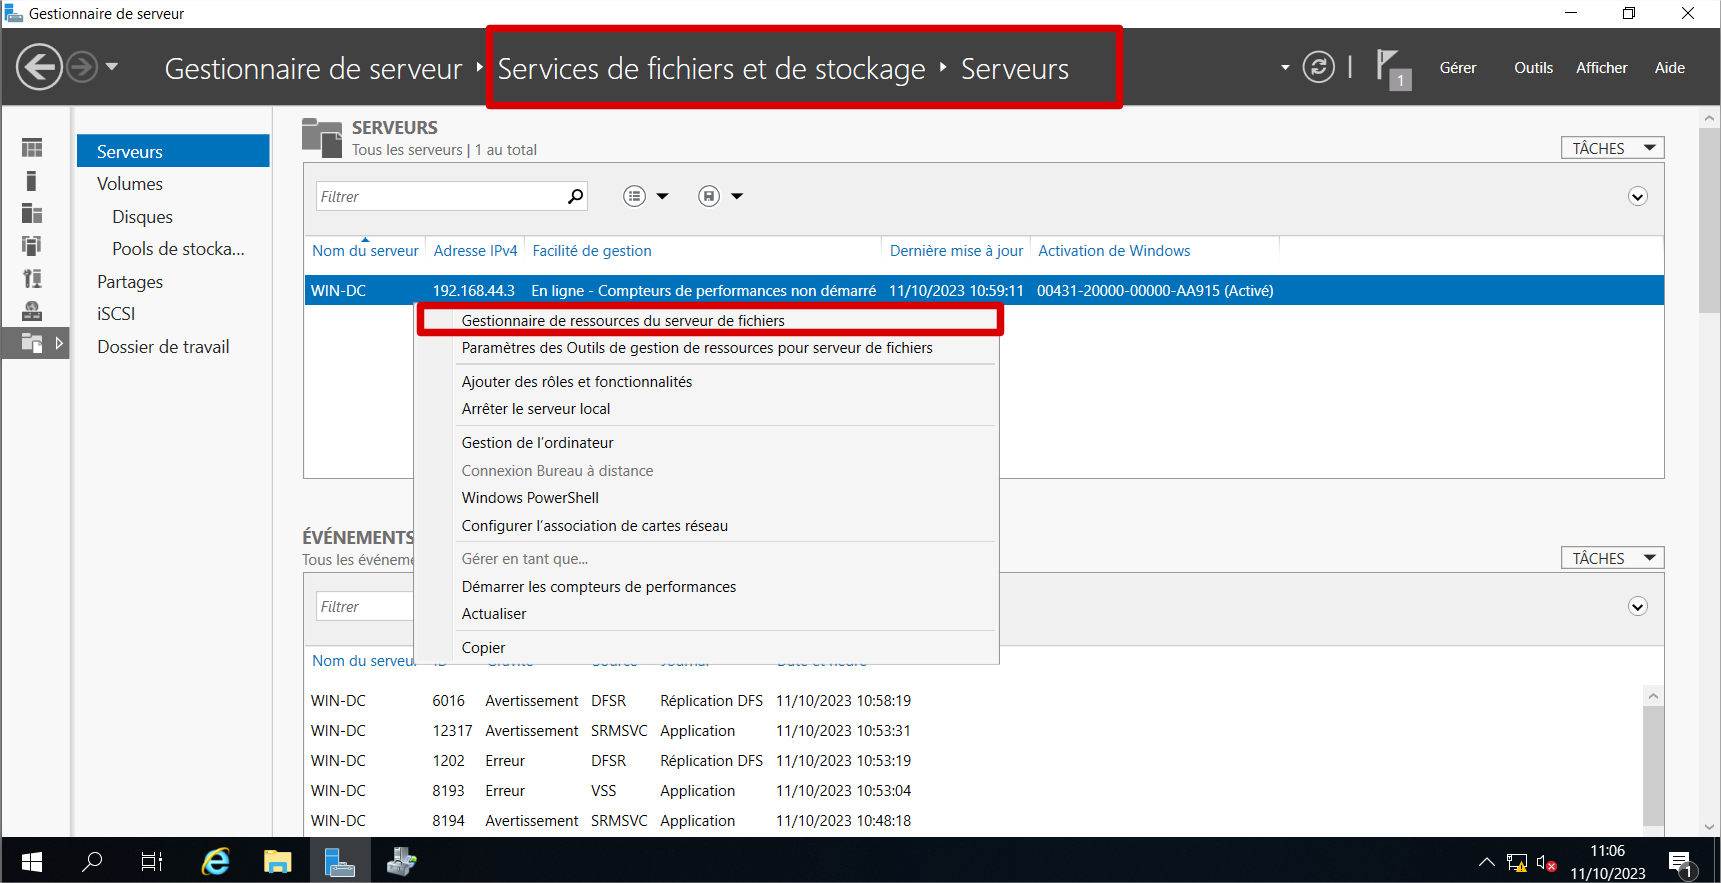 Gestionnaire de serveur
Gestionnaire de serveur ‣ Services de fichiers et de stockage ‣ Serveurs
1
Gérer Outils Afficher Aide
Serveurs
Volumes
Disques
Pools de stocka...
Partages
iSCSI
Dossier de travail
SERVEURS
Tous les serveurs | 1 au total
TÂCHES
Filtrer
Nom du serveur Adresse IPv4 Facilité de gestion Dernière mise à jour Activation de Windows
WIN-DC 192.168.44.3 En ligne - Compteurs de performances non démarré 11/10/2023 10:59:11 00431-20000-00000-AA915 (Activé)
Gestionnaire de ressources du serveur de fichiers
Paramètres des Outils de gestion de ressources pour serveur de fichiers
Ajouter des rôles et fonctionnalités
Arrêter le serveur local
Gestion de l'ordinateur
Connexion Bureau à distance
Windows PowerShell
Configurer l'association de cartes réseau
Gérer en tant que...
Démarrer les compteurs de performances
Actualiser
Copier
ÉVÉNEMENTS
Tous les événeme
TÂCHES
Filtrer
Nom du serveur
WIN-DC 6016 Avertissement DFSR Réplication DFS 11/10/2023 10:58:19
WIN-DC 12317 Avertissement SRMSVC Application 11/10/2023 10:53:31
WIN-DC 1202 Erreur DFSR Réplication DFS 11/10/2023 10:53:19
WIN-DC 8193 Erreur VSS Application 11/10/2023 10:53:04
WIN-DC 8194 Avertissement SRMSVC Application 11/10/2023 10:48:18
11:06
11/10/2023
1